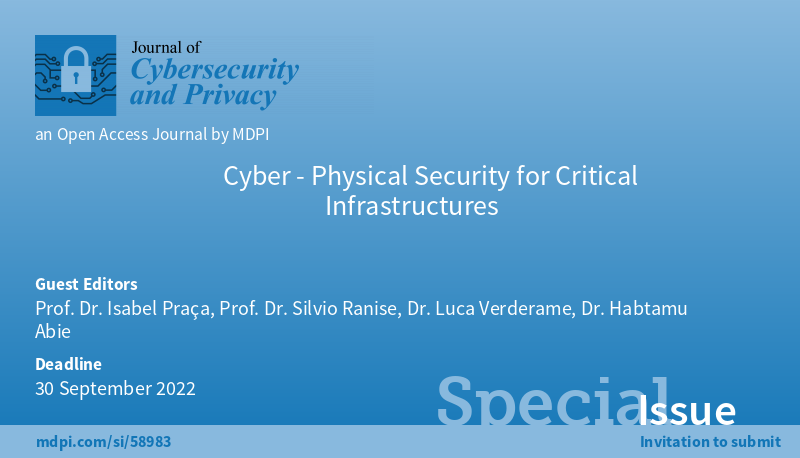 Journal of
Cybersecurity
and Privacy
an Open Access Journal by MDPI
Cyber - Physical Security for Critical
Infrastructures
Guest Editors
Prof. Dr. Isabel Praça, Prof. Dr. Silvio Ranise, Dr. Luca Verderame, Dr. Habtamu
Abie
Deadline
30 September 2022
Special Issue
mdpi.com/si/58983
Invitation to submit